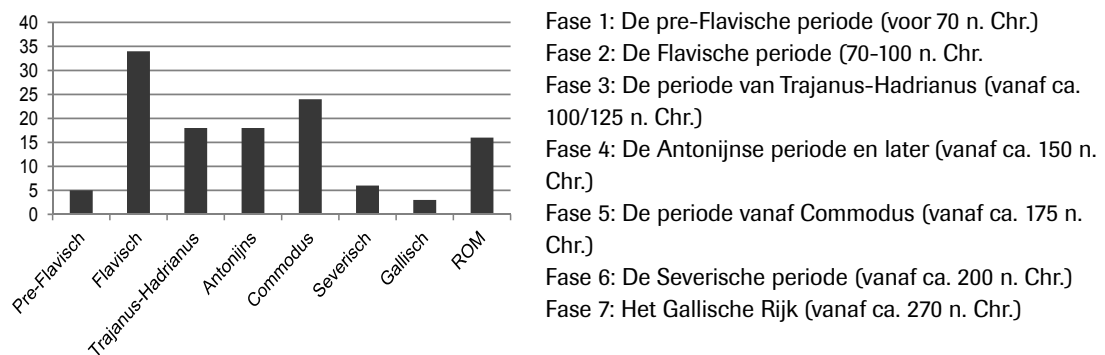 40
35
30
25
20
15
10
5
0
Pre-Flavisch
Flavisch
Trajanus-Hadrianus
Antonijns
Commodus
Severisch
Gallisch
ROM
Fase 1: De pre-Flavische periode (voor 70 n. Chr.)
Fase 2: De Flavische periode (70-100 n. Chr.
Fase 3: De periode van Trajanus-Hadrianus (vanaf ca.
100/125 n. Chr.)
Fase 4: De Antonijnse periode en later (vanaf ca. 150 n.
Chr.)
Fase 5: De periode vanaf Commodus (vanaf ca. 175 n.
Chr.)
Fase 6: De Severische periode (vanaf ca. 200 n. Chr.)
Fase 7: Het Gallische Rijk (vanaf ca. 270 n. Chr.)